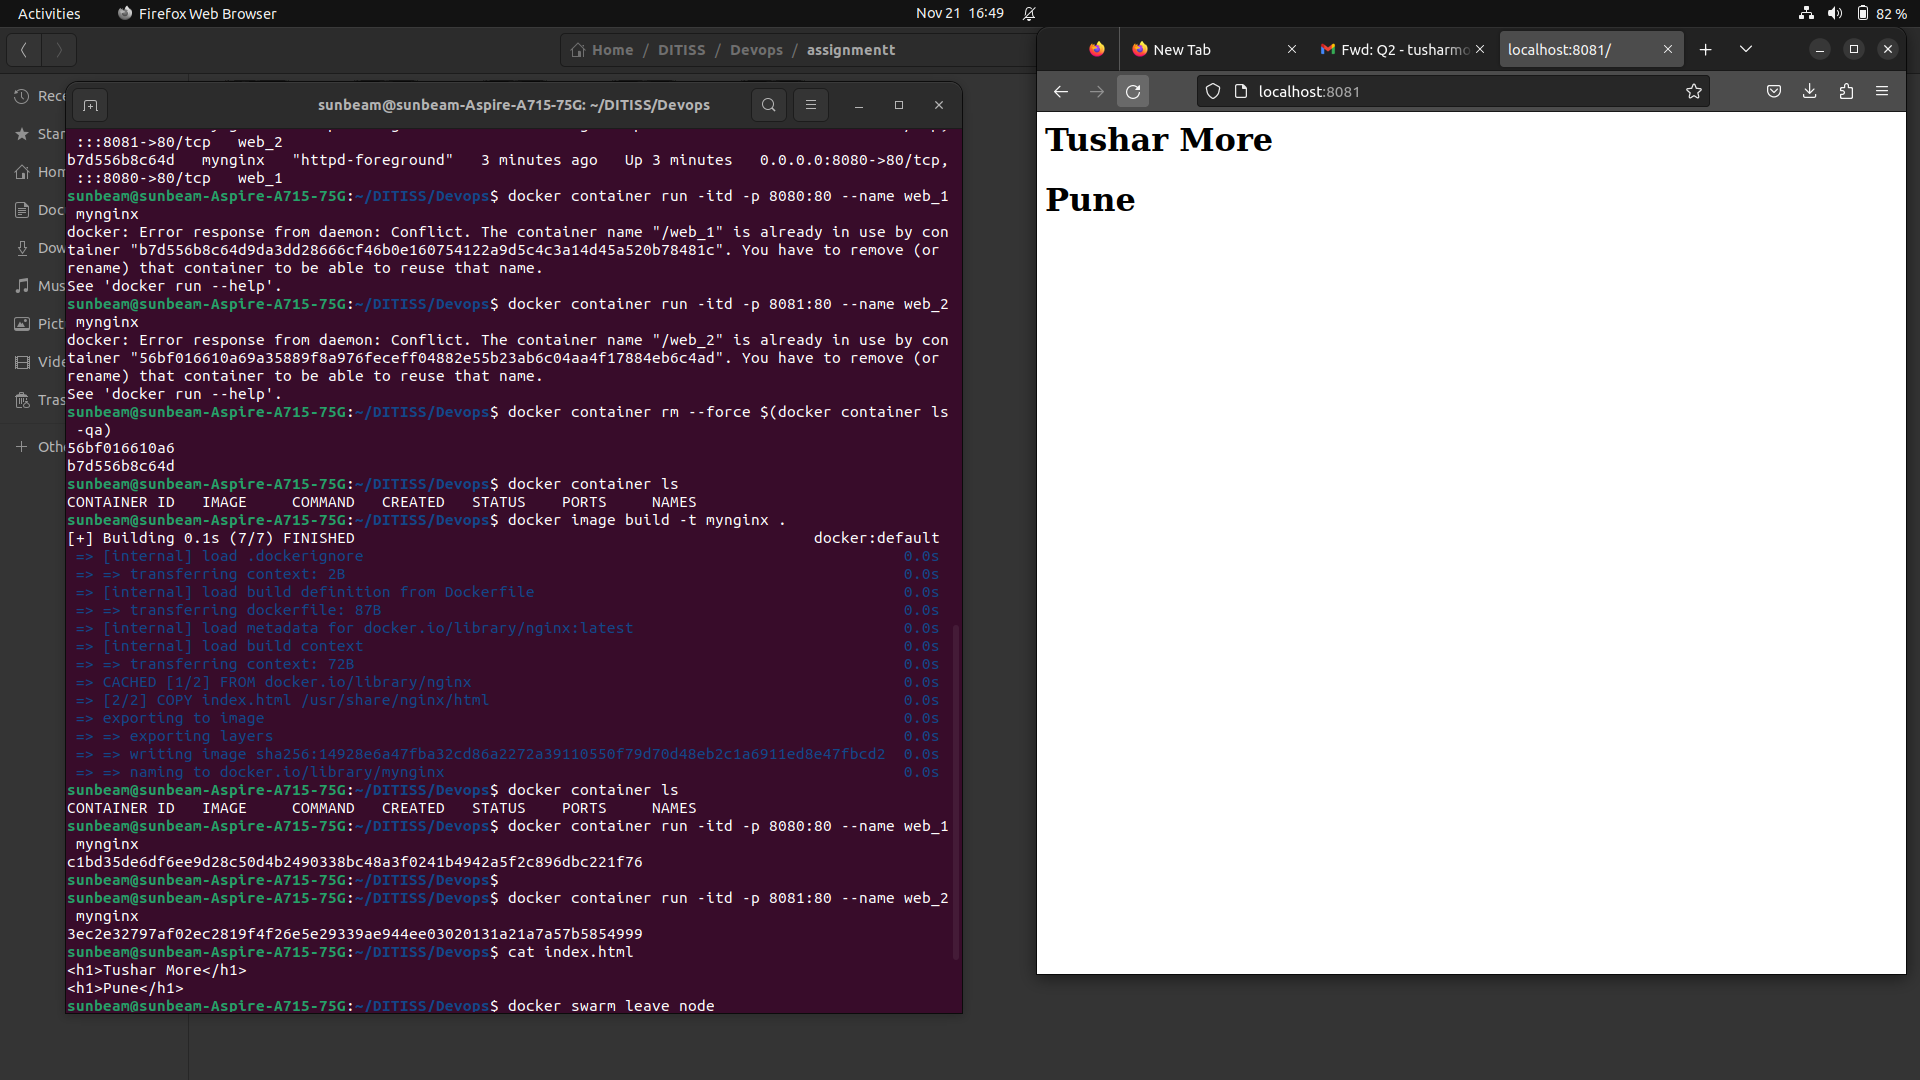 Activities
Firefox Web Browser
Nov 21 16:49
82 %
Home / DITISS / Devops / assignmentt
Rece
Star
Hom
Doc
Dow
Mus
Pict
Vide
Tras
Othe
sunbeam@sunbeam-Aspire-A715-75G: ~/DITISS/Devops
:::8081->80/tcp   web_2
b7d556b8c64d   mynginx   "httpd-foreground"   3 minutes ago   Up 3 minutes   0.0.0.0:8080->80/tcp,
:::8080->80/tcp   web_1
sunbeam@sunbeam-Aspire-A715-75G:~/DITISS/Devops$ docker container run -itd -p 8080:80 --name web_1
mynginx
docker: Error response from daemon: Conflict. The container name "/web_1" is already in use by con
tainer "b7d556b8c64d9da3dd28666cf46b0e160754122a9d5c4c3a14d45a520b78481c". You have to remove (or
rename) that container to be able to reuse that name.
See 'docker run --help'.
sunbeam@sunbeam-Aspire-A715-75G:~/DITISS/Devops$ docker container run -itd -p 8081:80 --name web_2
mynginx
docker: Error response from daemon: Conflict. The container name "/web_2" is already in use by con
tainer "56bf016610a69a35889f8a976feceff04882e55b23ab6c04aa4f17884eb6c4ad". You have to remove (or
rename) that container to be able to reuse that name.
See 'docker run --help'.
sunbeam@sunbeam-Aspire-A715-75G:~/DITISS/Devops$ docker container rm --force $(docker container ls
-qa)
56bf016610a6
b7d556b8c64d
sunbeam@sunbeam-Aspire-A715-75G:~/DITISS/Devops$ docker container ls
CONTAINER ID   IMAGE     COMMAND   CREATED   STATUS    PORTS     NAMES
sunbeam@sunbeam-Aspire-A715-75G:~/DITISS/Devops$ docker image build -t mynginx .
[+] Building 0.1s (7/7) FINISHED   docker:default
=> [internal] load .dockerignore   0.0s
=> => transferring context: 2B   0.0s
=> [internal] load build definition from Dockerfile   0.0s
=> => transferring dockerfile: 87B   0.0s
=> [internal] load metadata for docker.io/library/nginx:latest   0.0s
=> [internal] load build context   0.0s
=> => transferring context: 72B   0.0s
=> CACHED [1/2] FROM docker.io/library/nginx   0.0s
=> [2/2] COPY index.html /usr/share/nginx/html   0.0s
=> exporting to image   0.0s
=> => exporting layers   0.0s
=> => writing image sha256:14928e6a47fba32cd86a2272a39110550f79d70d48eb2c1a6911ed8e47fbcd2   0.0s
=> => naming to docker.io/library/mynginx   0.0s
sunbeam@sunbeam-Aspire-A715-75G:~/DITISS/Devops$ docker container ls
CONTAINER ID   IMAGE     COMMAND   CREATED   STATUS    PORTS     NAMES
sunbeam@sunbeam-Aspire-A715-75G:~/DITISS/Devops$ docker container run -itd -p 8080:80 --name web_1
mynginx
c1bd35de6df6ee9d28c50d4b2490338bc48a3f0241b4942a5f2c896dbc221f76
sunbeam@sunbeam-Aspire-A715-75G:~/DITISS/Devops$
sunbeam@sunbeam-Aspire-A715-75G:~/DITISS/Devops$ docker container run -itd -p 8081:80 --name web_2
mynginx
3ec2e32797af02ec2819f4f26e5e29339ae944ee03020131a21a7a57b5854999
sunbeam@sunbeam-Aspire-A715-75G:~/DITISS/Devops$ cat index.html
<h1>Tushar More</h1>
<h1>Pune</h1>
sunbeam@sunbeam-Aspire-A715-75G:~/DITISS/Devops$ docker swarm leave node
New Tab
Fwd: Q2 - tusharmo
localhost:8081/
localhost:8081
Tushar More
Pune